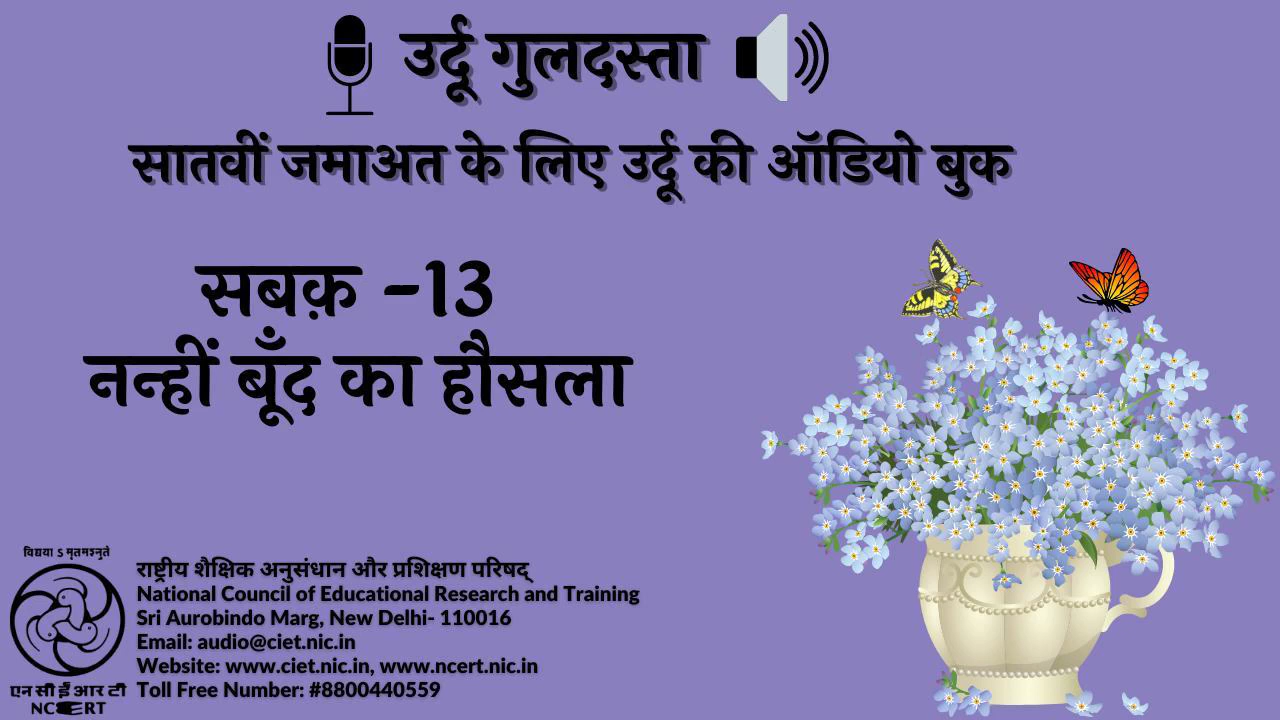 उर्दू गुलदस्ता
सातवीं जमाअत के लिए उर्दू की ऑडियो बुक
सबक़ -13
नन्हीं बूँद का हौसला
विद्यया ऽ मृतमश्नुते
एन सी ई आर टी
NCERT
राष्ट्रीय शैक्षिक अनुसंधान और प्रशिक्षण परिषद्
National Council of Educational Research and Training
Sri Aurobindo Marg, New Delhi- 110016
Email: audio@ciet.nic.in
Website: www.ciet.nic.in, www.ncert.nic.in
Toll Free Number: #8800440559